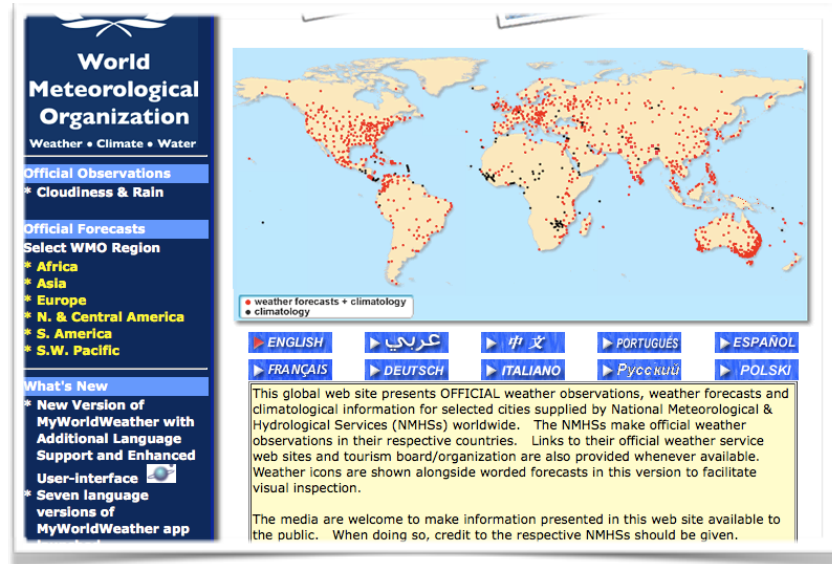 World
Meteorological
Organization
Weather • Climate • Water
Official Observations
* Cloudiness & Rain
Official Forecasts
Select WMO Region
* Africa
* Asia
* Europe
* N. & Central America
* S. America
* S.W. Pacific
What's New
* New Version of
MyWorldWeather with
Additional Language
Support and Enhanced
User-interface
* Seven language
versions of
MyWorldWeather app
weather forecasts + climatology
climatology
ENGLISH
عربي
中文
PORTUGUÊS
ESPAÑOL
FRANÇAIS
DEUTSCH
ITALIANO
Русский
POLSKI
This global web site presents OFFICIAL weather observations, weather forecasts and
climatological information for selected cities supplied by National Meteorological &
Hydrological Services (NMHSs) worldwide. The NMHSs make official weather
observations in their respective countries. Links to their official weather service
web sites and tourism board/organization are also provided whenever available.
Weather icons are shown alongside worded forecasts in this version to facilitate
visual inspection.
The media are welcome to make information presented in this web site available to
the public. When doing so, credit to the respective NMHSs should be given.